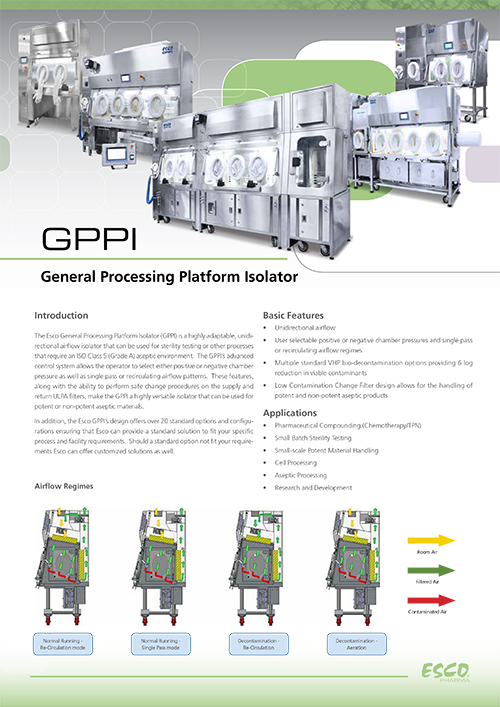 GPPI
General Processing Platform Isolator
Introduction
The Esco General Processing Platform Isolator (GPPI) is a highly adaptable, unidi-
rectional airflow isolator that can be used for sterility testing or other processes
that require an ISO Class 5 (Grade A) aseptic environment. The GPPI's advanced
control system allows the operator to select either positive or negative chamber
pressure as well as single pass or recirculating airflow patterns. These features,
along with the ability to perform safe change procedures on the supply and
return ULPA filters, make the GPPI a highly versatile isolator that can be used for
potent or non-potent aseptic materials.
In addition, the Esco GPPI's design offers over 20 standard options and configu-
rations ensuring that Esco can provide a standard solution to fit your specific
process and facility requirements. Should a standard option not fit your require-
ments Esco can offer customized solutions as well.
Basic Features
• Unidirectional airflow
• User selectable positive or negative chamber pressures and single pass
or recirculating airflow regimes
• Multiple standard VHP bio-decontamination options providing 6 log
reduction in viable contaminants
• Low Contamination Change Filter design allows for the handling of
potent and non-potent aseptic products
Applications
• Pharmaceutical Compounding (Chemotherapy/TPN)
• Small Batch Sterility Testing
• Small-scale Potent Material Handling
• Cell Processing
• Aseptic Processing
• Research and Development
Airflow Regimes
Room Air
Filtered Air
Contaminated Air
Normal Running -
Re-Circulation mode
Normal Running -
Single Pass mode
Decontamination -
Re-Circulation
Decontamination -
Aeration
ESCO
PHARMA